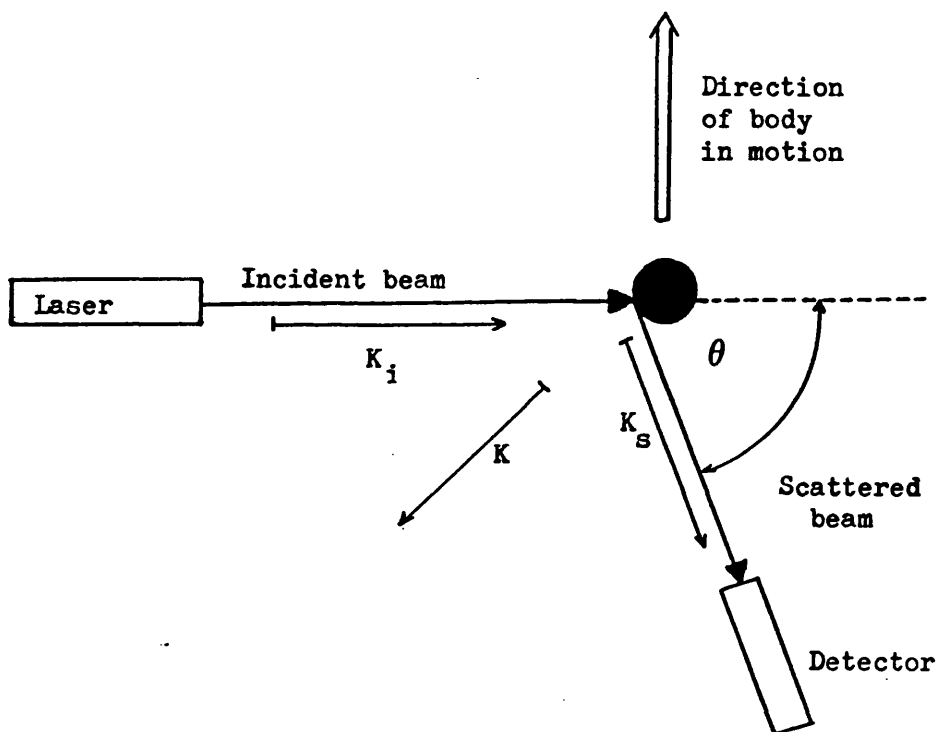 Direction
of body
in motion
Incident beam
Laser
K_i
θ
K_s
K
Scattered
beam
Detector